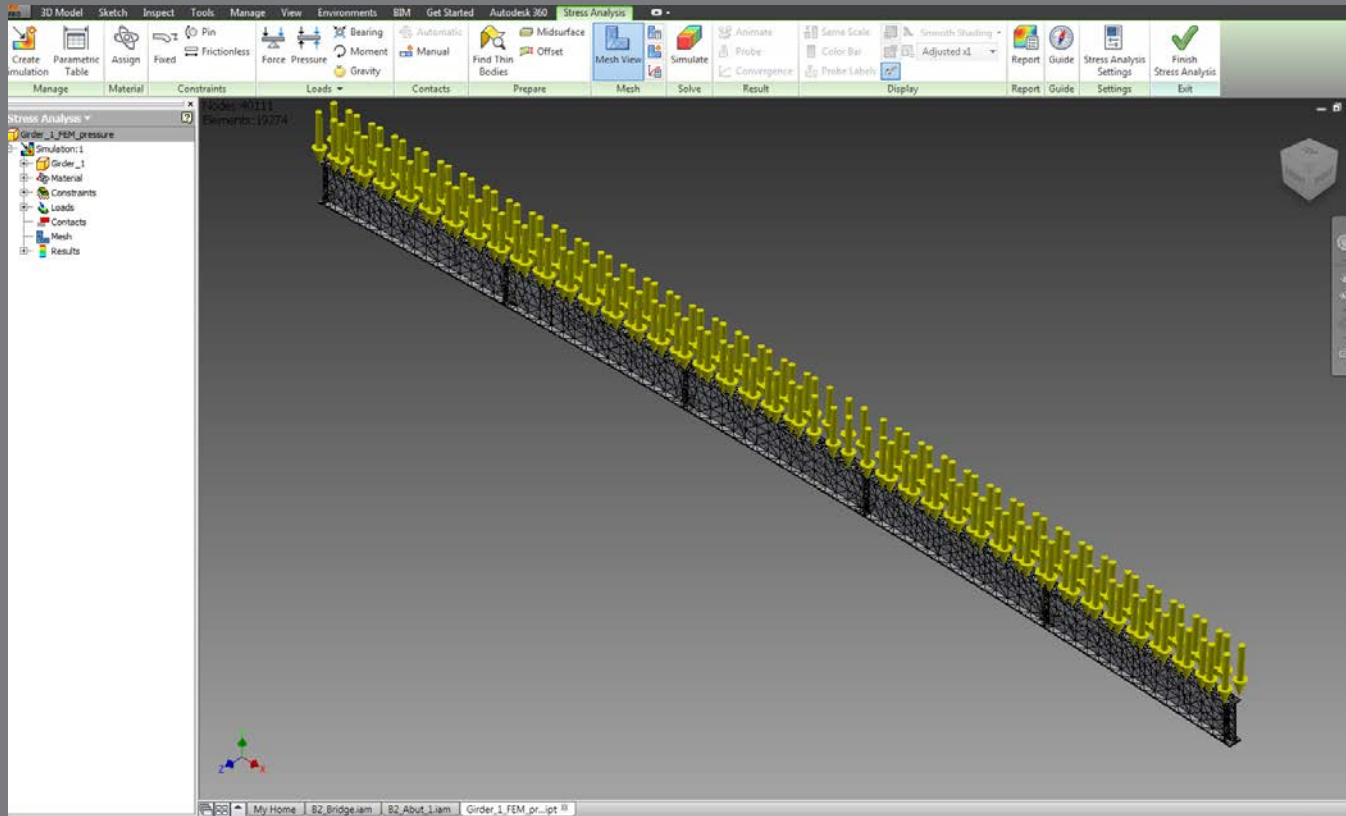 PRO 3D Model Sketch Inspect Tools Manage View Environments BIM Get Started Autodesk 360 Stress Analysis
Create Simulation
Parametric Table
Assign
Fixed
Pin
Frictionless
Force
Pressure
Bearing
Moment
Gravity
Automatic
Manual
Find Thin Bodies
Midsurface
Offset
Mesh View
Simulate
Animate
Probe
Convergence
Same Scale
Color Bar
Probe Labels
Smooth Shading
Adjusted x1
Report
Guide
Stress Analysis Settings
Finish Stress Analysis
Manage Material Constraints Loads Contacts Prepare Mesh Solve Result Display Report Guide Settings Exit
Stress Analysis
Girder_1_FEM_pressure
Simulation:1
Girder_1
Material
Constraints
Loads
Contacts
Mesh
Results
Nodes:40111
Elements:19274
Z X
My Home B2_Bridge.iam B2_Abut_1.iam Girder_1_FEM_pr...ipt